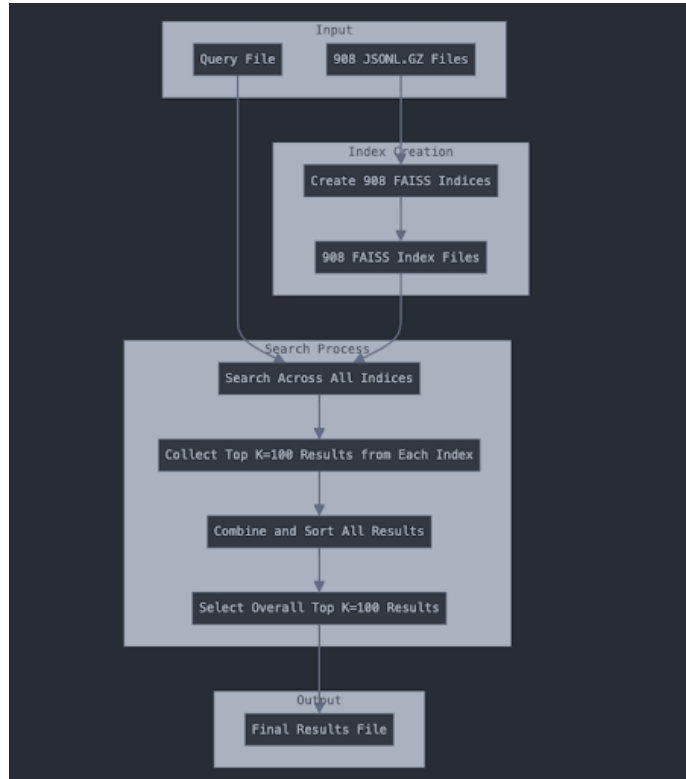 Input
Query File
908 JSONL.GZ Files
Index Creation
Create 908 FAISS Indices
908 FAISS Index Files
Search Process
Search Across All Indices
Collect Top K=100 Results from Each Index
Combine and Sort All Results
Select Overall Top K=100 Results
Output
Final Results File